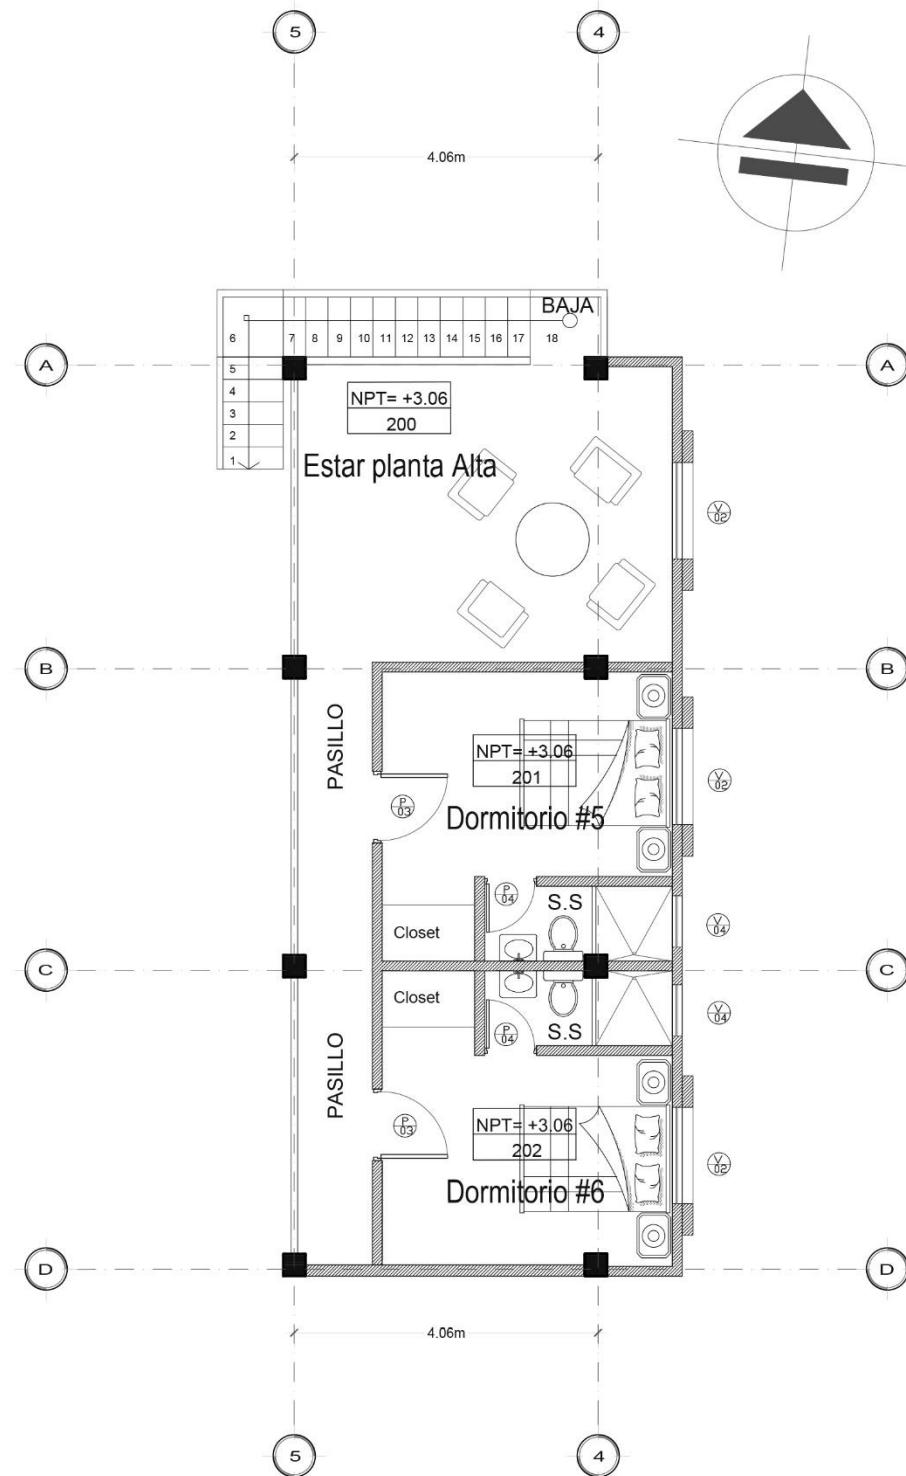 5 4
4.06m
BAJA
6 7 8 9 10 11 12 13 14 15 16 17 18
A A
5
4
3
2
1
NPT= +3.06
200
Estar planta Alta
V
02
B B
PASILLO
NPT= +3.06
201
V
02
P
03
Dormitorio #5
P
04
S.S
Closet
V
04
C C
Closet
V
04
P
04
S.S
PASILLO
P
03
NPT= +3.06
202
V
02
Dormitorio #6
D D
4.06m
5 4